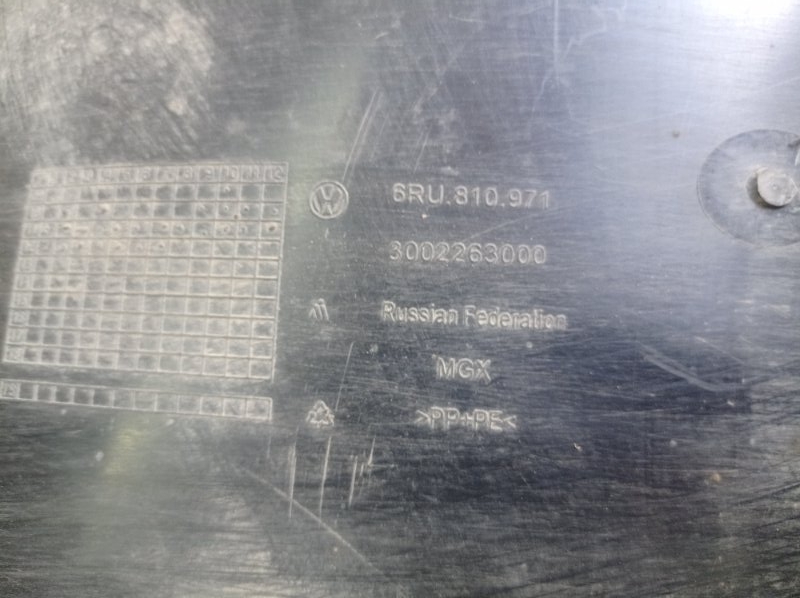 6RU.810.971
3002263000
Russian Federation
MGX
>PP+PE<